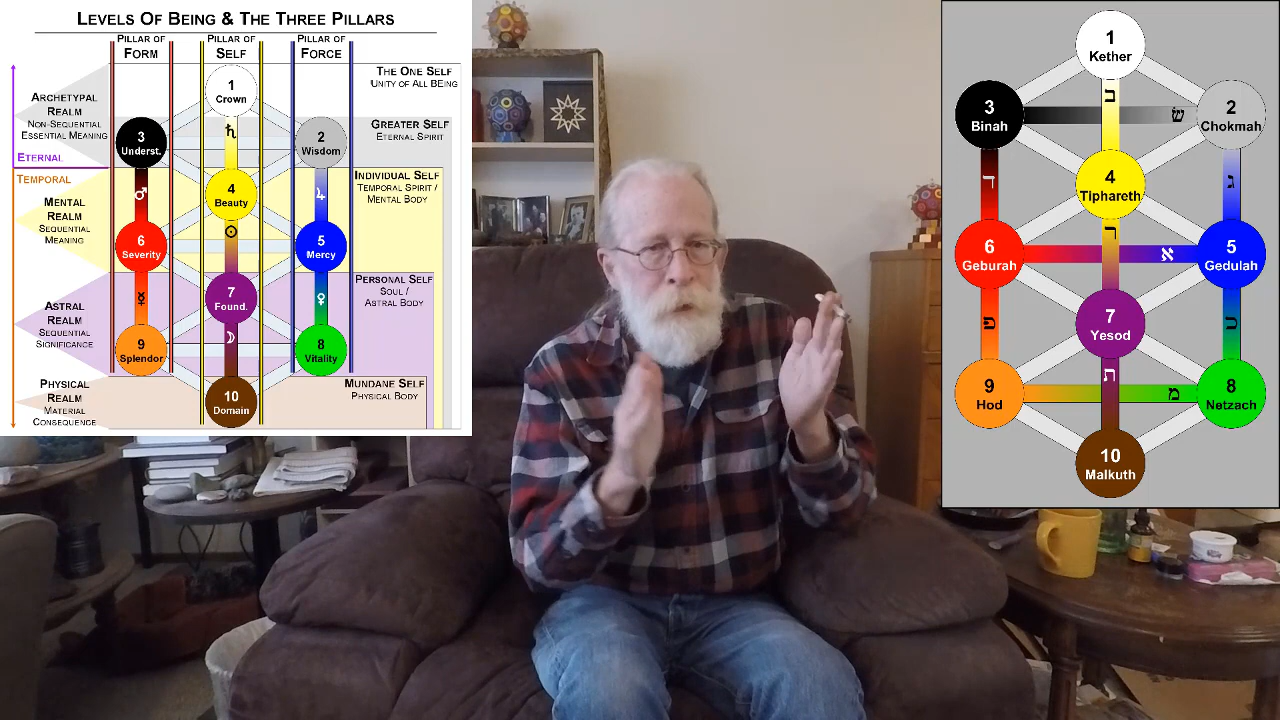 LEVELS OF BEING & THE THREE PILLARS
PILLAR OF
FORM
PILLAR OF
SELF
PILLAR OF
FORCE
ARCHETYPAL
REALM
NON-SEQUENTIAL
ESSENTIAL MEANING
ETERNAL
TEMPORAL
MENTAL
REALM
SEQUENTIAL
MEANING
ASTRAL
REALM
SEQUENTIAL
SIGNIFICANCE
PHYSICAL
REALM
MATERIAL
CONSEQUENCE
1
Crown
♄
3
Underst.
2
Wisdom
♂
4
Beauty
♃
☉
6
Severity
5
Mercy
☿
7
Found.
♀
☽
9
Splendor
8
Vitality
10
Domain
THE ONE SELF
UNITY OF ALL BEING
GREATER SELF
ETERNAL SPIRIT
INDIVIDUAL SELF
TEMPORAL SPIRIT /
MENTAL BODY
PERSONAL SELF
SOUL /
ASTRAL BODY
MUNDANE SELF
PHYSICAL BODY
1
Kether
ב
3
Binah
ש
2
Chokmah
ד
4
Tiphareth
ג
ר
6
Geburah
א
5
Gedulah
פ
7
Yesod
כ
ת
9
Hod
מ
8
Netzach
10
Malkuth